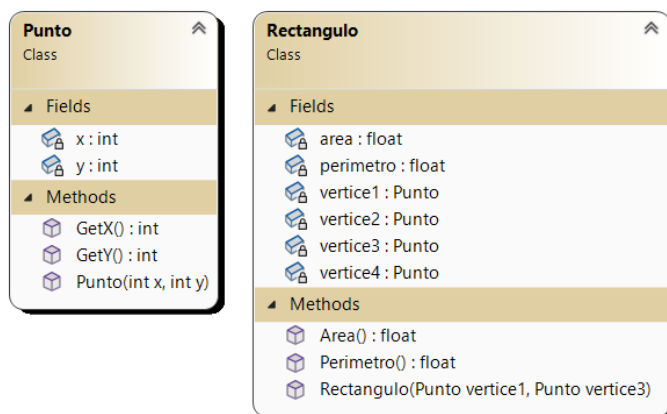 Punto
Class
Fields
x : int
y : int
Methods
GetX() : int
GetY() : int
Punto(int x, int y)
Rectangulo
Class
Fields
area : float
perimetro : float
vertice1 : Punto
vertice2 : Punto
vertice3 : Punto
vertice4 : Punto
Methods
Area() : float
Perimetro() : float
Rectangulo(Punto vertice1, Punto vertice3)